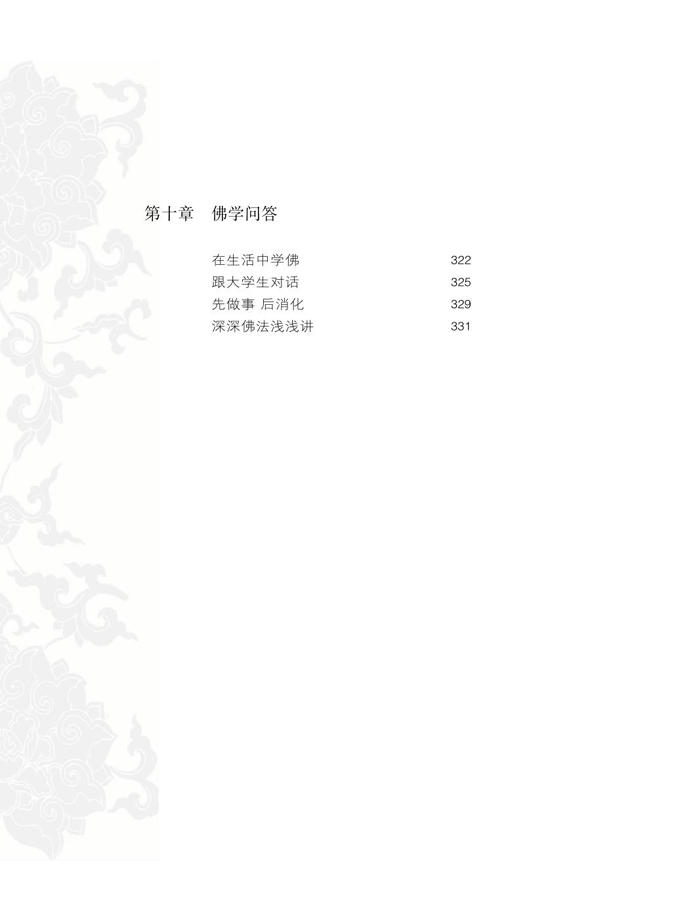 第十章 佛学问答
在生活中学佛 322
跟大学生对话 325
先做事 后消化 329
深深佛法浅浅讲 331